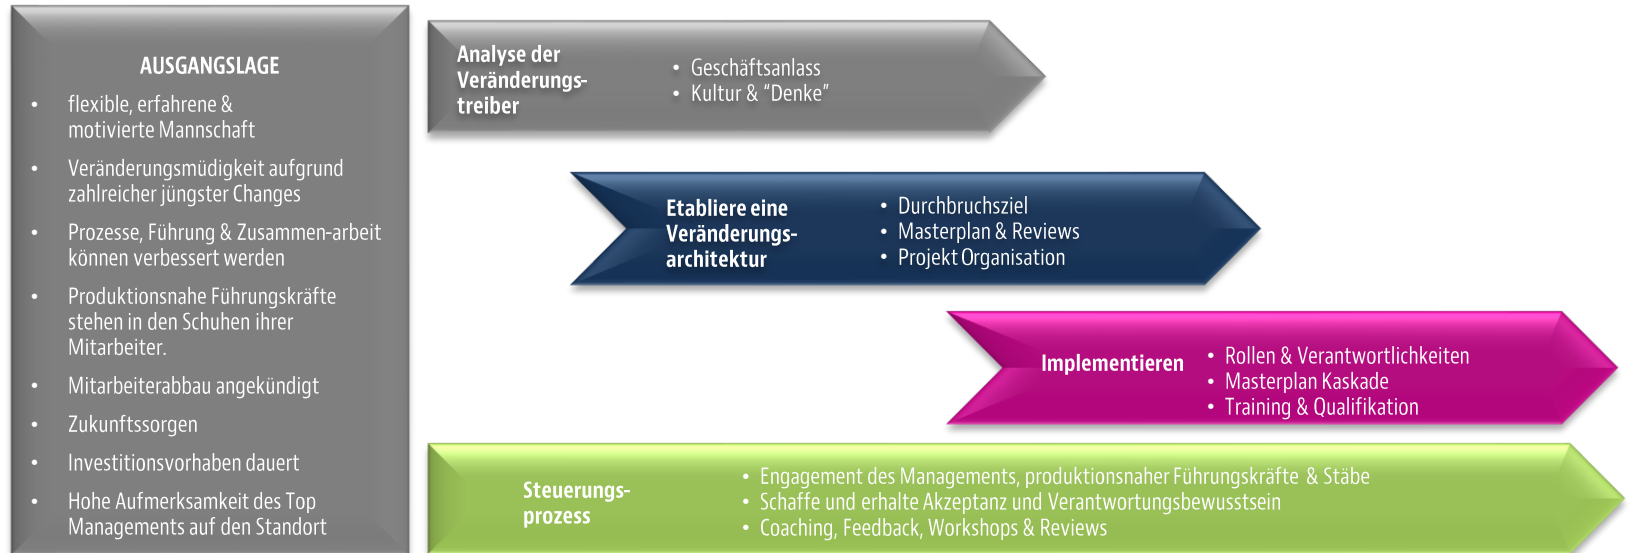 AUSGANGSLAGE
• flexible, erfahrene &
motivierte Mannschaft
• Veränderungsmüdigkeit aufgrund
zahlreicher jüngster Changes
• Prozesse, Führung & Zusammen-arbeit
können verbessert werden
• Produktionsnahe Führungskräfte
stehen in den Schuhen ihrer
Mitarbeiter.
• Mitarbeiterabbau angekündigt
• Zukunftssorgen
• Investitionsvorhaben dauert
• Hohe Aufmerksamkeit des Top
Managements auf den Standort
Analyse der
Veränderungs-
treiber
• Geschäftsanlass
• Kultur & “Denke”
Etabliere eine
Veränderungs-
architektur
• Durchbruchsziel
• Masterplan & Reviews
• Projekt Organisation
Implementieren
• Rollen & Verantwortlichkeiten
• Masterplan Kaskade
• Training & Qualifikation
Steuerungs-
prozess
• Engagement des Managements, produktionsnaher Führungskräfte & Stäbe
• Schaffe und erhalte Akzeptanz und Verantwortungsbewusstsein
• Coaching, Feedback, Workshops & Reviews